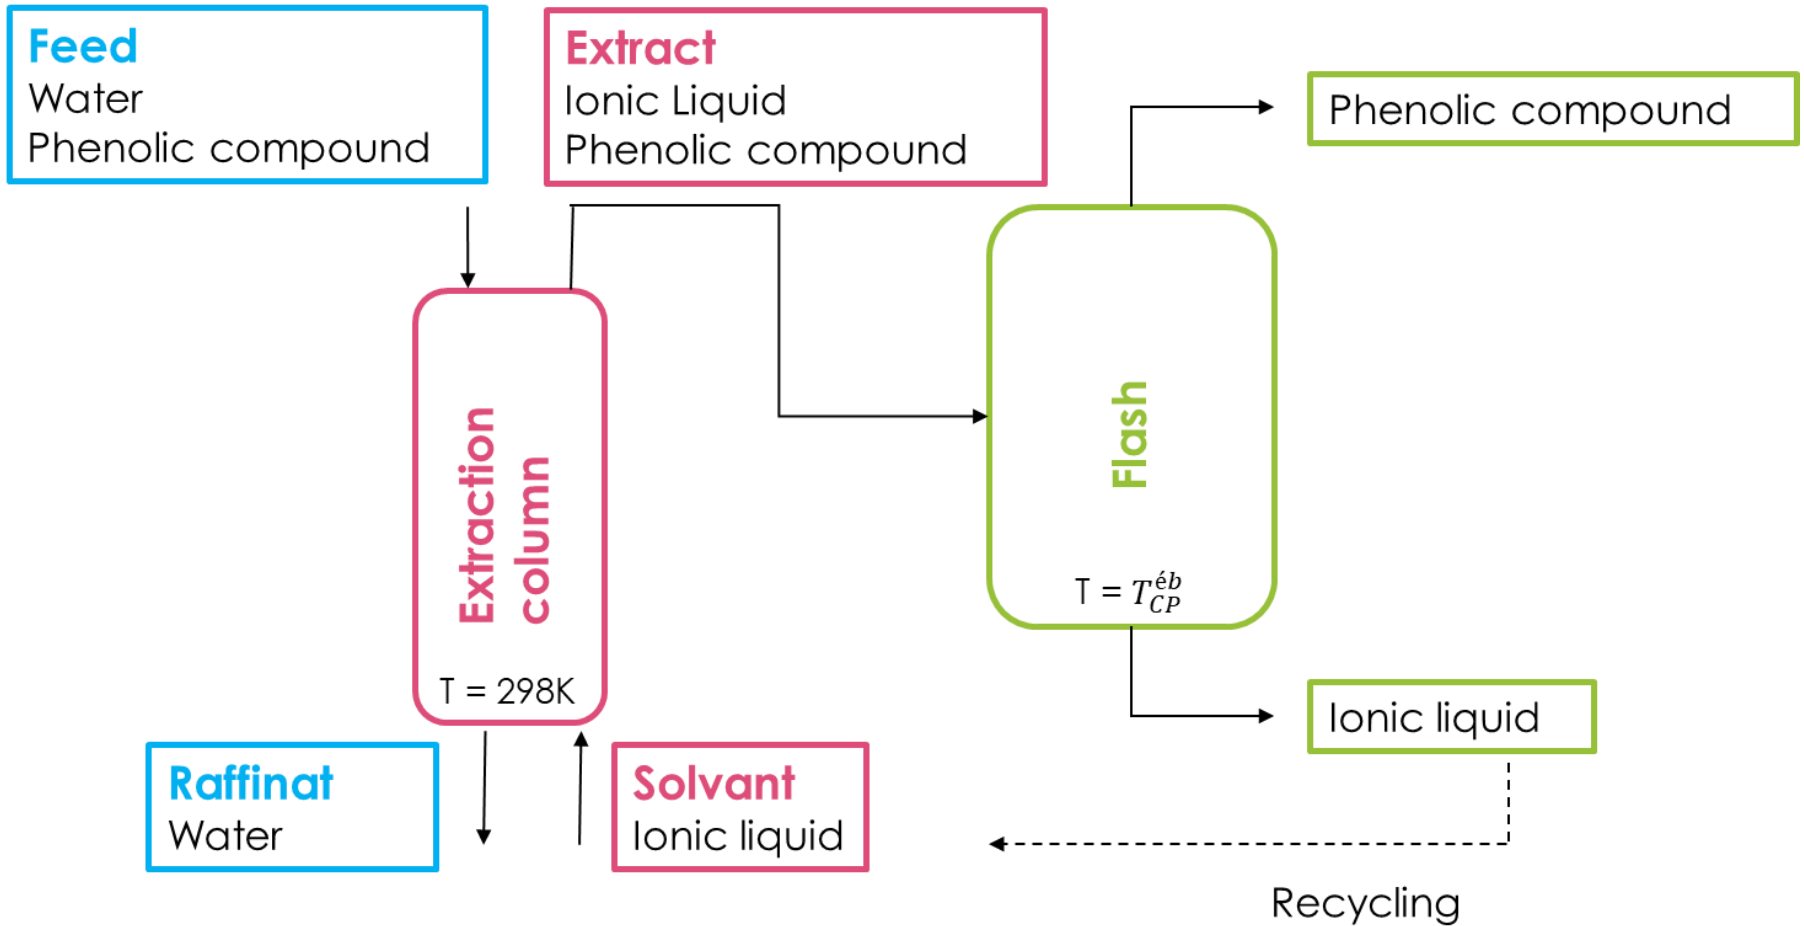 Feed
Water
Phenolic compound
Extract
Ionic Liquid
Phenolic compound
Phenolic compound
Extraction
column
T = 298K
Flash
T = T_{CP}^{éb}
Raffinat
Water
Solvant
Ionic liquid
Ionic liquid
Recycling